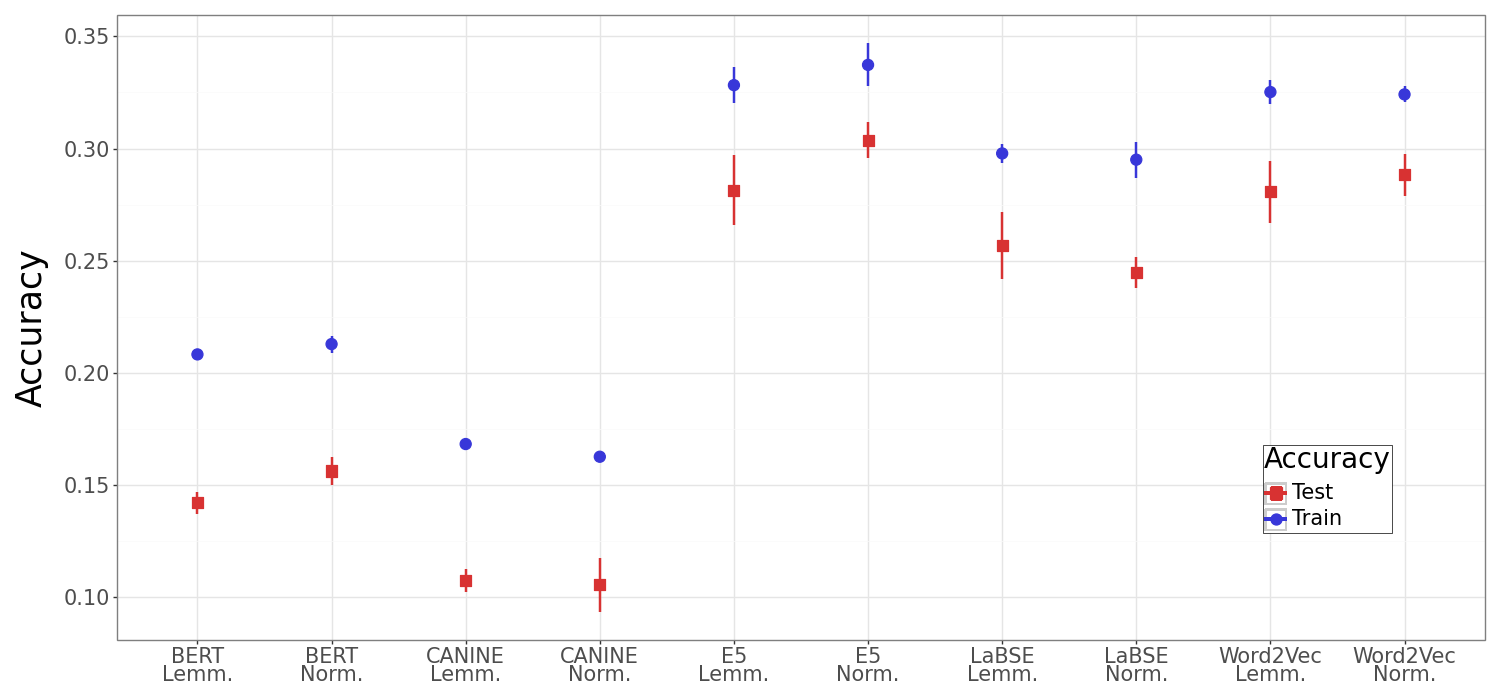 Accuracy
0.35
0.30
0.25
0.20
0.15
0.10
BERT
Lemm.
BERT
Norm.
CANINE
Lemm.
CANINE
Norm.
E5
Lemm.
E5
Norm.
LaBSE
Lemm.
LaBSE
Norm.
Word2Vec
Lemm.
Word2Vec
Norm.
Accuracy
Test
Train